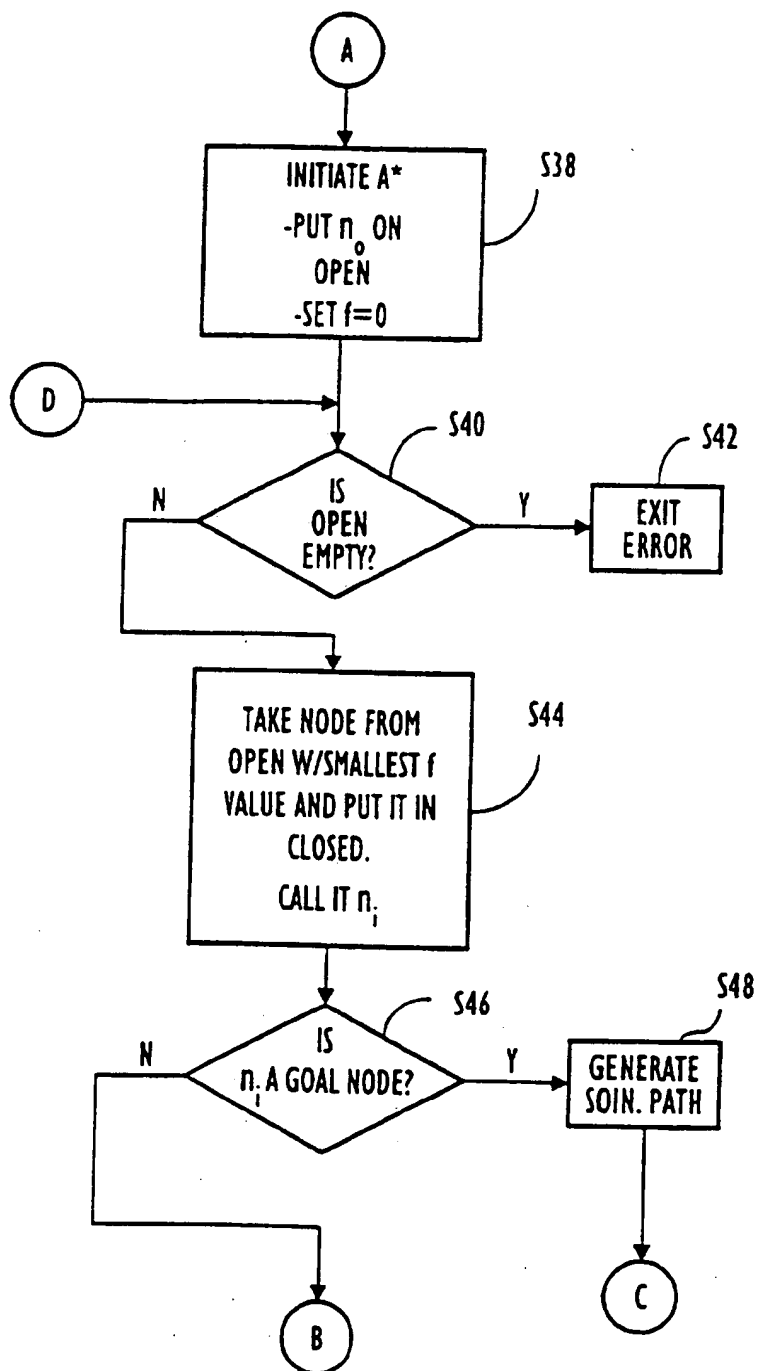 A
INITIATE A*
-PUT n₀ ON
OPEN
-SET f=0
S38
D
S40
IS
OPEN
EMPTY?
N
Y
S42
EXIT
ERROR
TAKE NODE FROM
OPEN W/SMALLEST f
VALUE AND PUT IT IN
CLOSED.
CALL IT nᵢ
S44
S46
IS
nᵢ A GOAL NODE?
N
Y
S48
GENERATE
SOIN. PATH
B
C